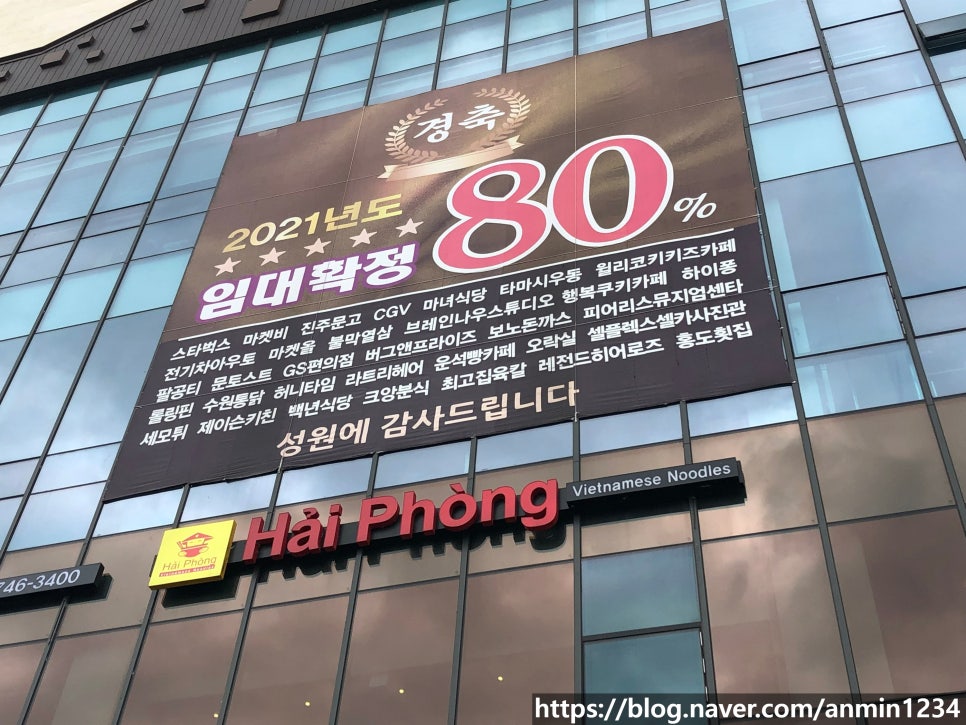 경축
2021년도
임대확정
80%
스타벅스 마켓비 진주문고 CGV 마녀식당 타마시우동 윌리코키키즈카페
전기차아우토 마켓올 불막열삼 브레인나우스튜디오 행복쿠키카페 하이퐁
팔공티 문토스트 GS편의점 버그앤프라이즈 보노돈까스 피어리스뮤지엄센타
롤링핀 수원통닭 허니타임 라트리헤어 운석빵카페 오락실 셀플렉스셀카사진관
세모튀 제아슨키친 백년식당 크앙분식 최고집육칼 레전드히어로즈 홍도횟집
성원에 감사드립니다
Hải Phòng
Vietnamese Noodles
Hải Phòng
746-3400
https://blog.naver.com/anmin1234